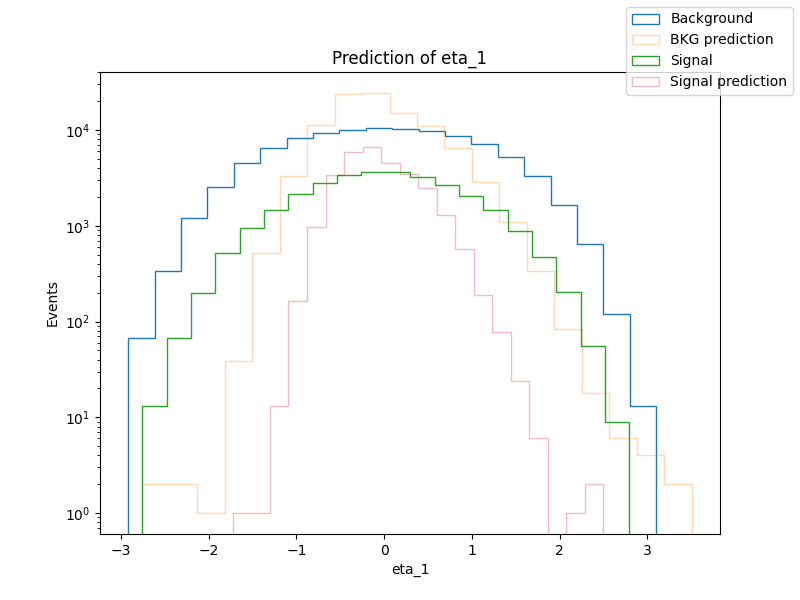 Prediction of eta_1
Background
BKG prediction
Signal
Signal prediction
Events
10⁴
10³
10²
10¹
10⁰
−3
−2
−1
0
1
2
3
eta_1